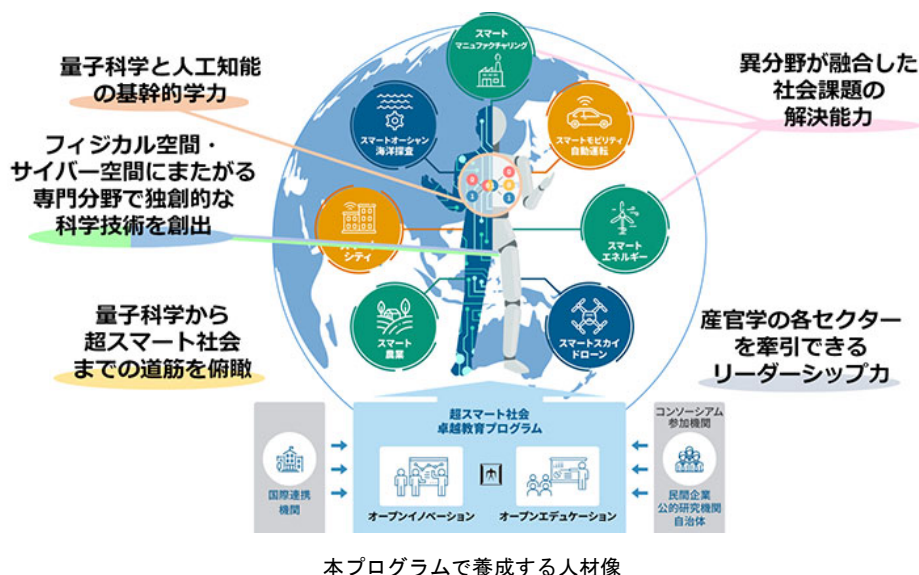 スマート
マニュファクチャリング
量子科学と人工知能
の基幹的学力
異分野が融合した
社会課題の
解決能力
スマートオーシャン
海洋探査
スマートモビリティ
自動運転
フィジカル空間・
サイバー空間にまたがる
専門分野で独創的な
科学技術を創出
0
0
1
0
1
1
スマート
シティ
スマート
エネルギー
量子科学から
超スマート社会
までの道筋を俯瞰
スマート
農業
スマートスカイ
ドローン
産官学の各セクター
を牽引できる
リーダーシップ力
超スマート社会
卓越教育プログラム
コンソーシアム
参加機関
国際連携
機関
オープンイノベーション
オープンエデュケーション
民間企業
公的研究機関
自治体
本プログラムで養成する人材像